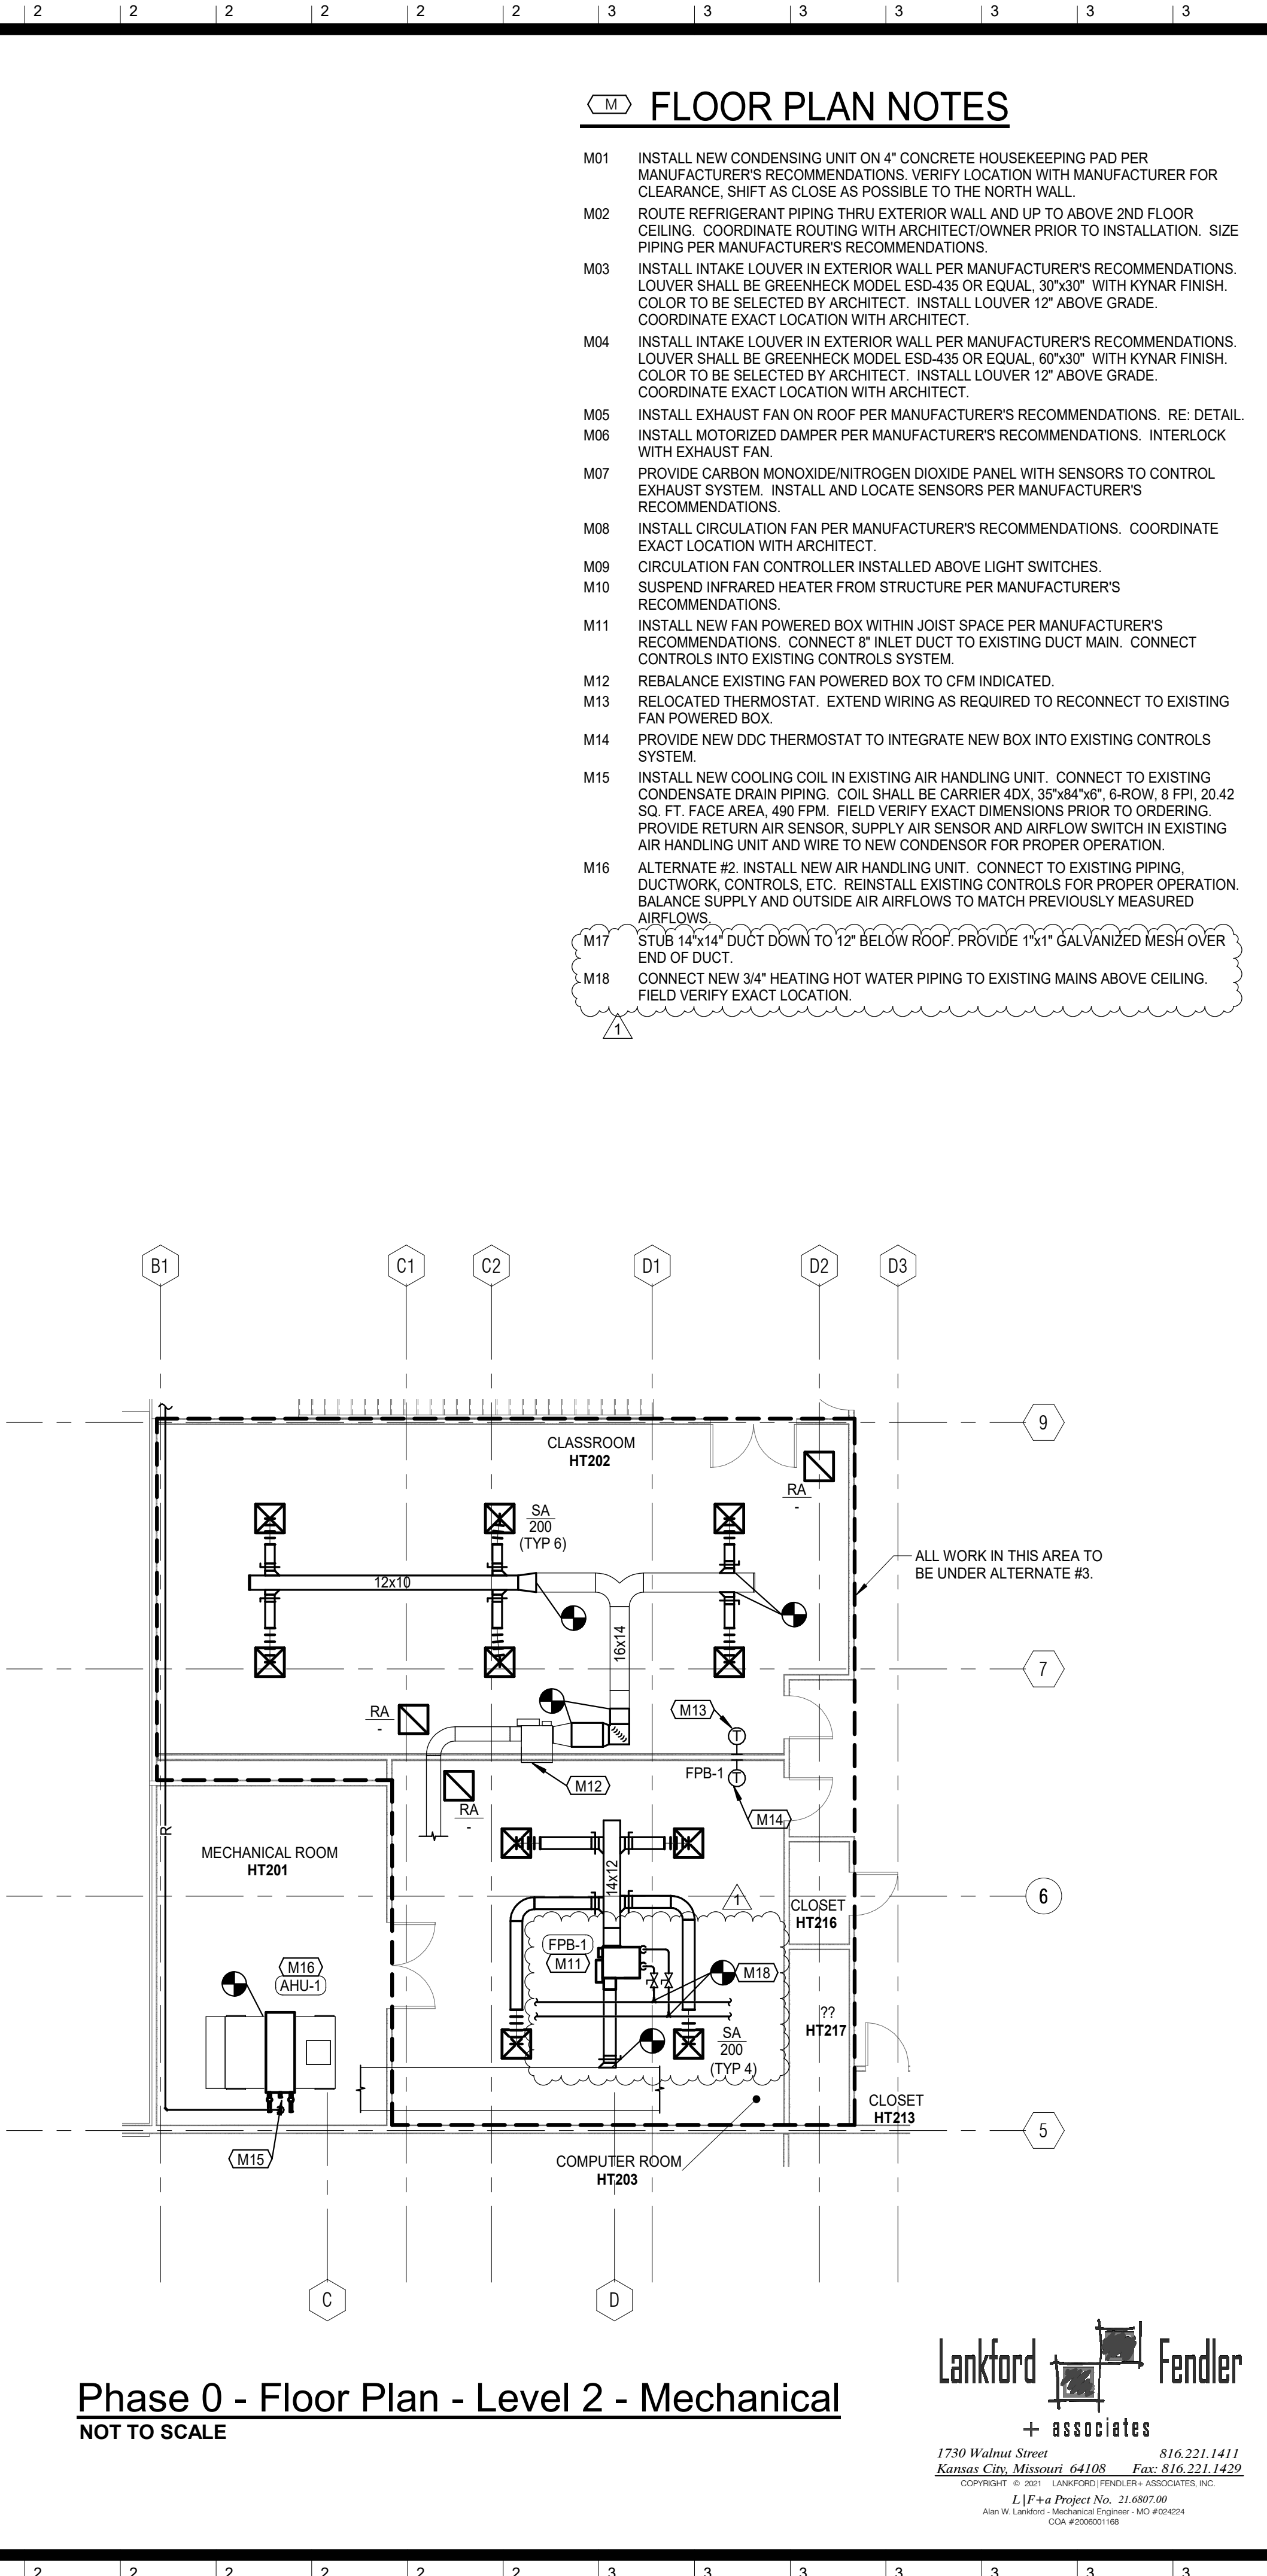 2 2 2 2 2 2 3 3 3 3 3 3 3
M FLOOR PLAN NOTES
M01 INSTALL NEW CONDENSING UNIT ON 4" CONCRETE HOUSEKEEPING PAD PER
MANUFACTURER'S RECOMMENDATIONS. VERIFY LOCATION WITH MANUFACTURER FOR
CLEARANCE, SHIFT AS CLOSE AS POSSIBLE TO THE NORTH WALL.
M02 ROUTE REFRIGERANT PIPING THRU EXTERIOR WALL AND UP TO ABOVE 2ND FLOOR
CEILING. COORDINATE ROUTING WITH ARCHITECT/OWNER PRIOR TO INSTALLATION. SIZE
PIPING PER MANUFACTURER'S RECOMMENDATIONS.
M03 INSTALL INTAKE LOUVER IN EXTERIOR WALL PER MANUFACTURER'S RECOMMENDATIONS.
LOUVER SHALL BE GREENHECK MODEL ESD-435 OR EQUAL, 30"x30" WITH KYNAR FINISH.
COLOR TO BE SELECTED BY ARCHITECT. INSTALL LOUVER 12" ABOVE GRADE.
COORDINATE EXACT LOCATION WITH ARCHITECT.
M04 INSTALL INTAKE LOUVER IN EXTERIOR WALL PER MANUFACTURER'S RECOMMENDATIONS.
LOUVER SHALL BE GREENHECK MODEL ESD-435 OR EQUAL, 60"x30" WITH KYNAR FINISH.
COLOR TO BE SELECTED BY ARCHITECT. INSTALL LOUVER 12" ABOVE GRADE.
COORDINATE EXACT LOCATION WITH ARCHITECT.
M05 INSTALL EXHAUST FAN ON ROOF PER MANUFACTURER'S RECOMMENDATIONS. RE: DETAIL.
M06 INSTALL MOTORIZED DAMPER PER MANUFACTURER'S RECOMMENDATIONS. INTERLOCK
WITH EXHAUST FAN.
M07 PROVIDE CARBON MONOXIDE/NITROGEN DIOXIDE PANEL WITH SENSORS TO CONTROL
EXHAUST SYSTEM. INSTALL AND LOCATE SENSORS PER MANUFACTURER'S
RECOMMENDATIONS.
M08 INSTALL CIRCULATION FAN PER MANUFACTURER'S RECOMMENDATIONS. COORDINATE
EXACT LOCATION WITH ARCHITECT.
M09 CIRCULATION FAN CONTROLLER INSTALLED ABOVE LIGHT SWITCHES.
M10 SUSPEND INFRARED HEATER FROM STRUCTURE PER MANUFACTURER'S
RECOMMENDATIONS.
M11 INSTALL NEW FAN POWERED BOX WITHIN JOIST SPACE PER MANUFACTURER'S
RECOMMENDATIONS. CONNECT 8" INLET DUCT TO EXISTING DUCT MAIN. CONNECT
CONTROLS INTO EXISTING CONTROLS SYSTEM.
M12 REBALANCE EXISTING FAN POWERED BOX TO CFM INDICATED.
M13 RELOCATED THERMOSTAT. EXTEND WIRING AS REQUIRED TO RECONNECT TO EXISTING
FAN POWERED BOX.
M14 PROVIDE NEW DDC THERMOSTAT TO INTEGRATE NEW BOX INTO EXISTING CONTROLS
SYSTEM.
M15 INSTALL NEW COOLING COIL IN EXISTING AIR HANDLING UNIT. CONNECT TO EXISTING
CONDENSATE DRAIN PIPING. COIL SHALL BE CARRIER 4DX, 35"x84"x6", 6-ROW, 8 FPI, 20.42
SQ. FT. FACE AREA, 490 FPM. FIELD VERIFY EXACT DIMENSIONS PRIOR TO ORDERING.
PROVIDE RETURN AIR SENSOR, SUPPLY AIR SENSOR AND AIRFLOW SWITCH IN EXISTING
AIR HANDLING UNIT AND WIRE TO NEW CONDENSOR FOR PROPER OPERATION.
M16 ALTERNATE #2. INSTALL NEW AIR HANDLING UNIT. CONNECT TO EXISTING PIPING,
DUCTWORK, CONTROLS, ETC. REINSTALL EXISTING CONTROLS FOR PROPER OPERATION.
BALANCE SUPPLY AND OUTSIDE AIR AIRFLOWS TO MATCH PREVIOUSLY MEASURED
AIRFLOWS.
M17 STUB 14"x14" DUCT DOWN TO 12" BELOW ROOF. PROVIDE 1"x1" GALVANIZED MESH OVER
END OF DUCT.
M18 CONNECT NEW 3/4" HEATING HOT WATER PIPING TO EXISTING MAINS ABOVE CEILING.
FIELD VERIFY EXACT LOCATION.
1
B1 C1 C2 D1 D2 D3
9
CLASSROOM
HT202
RA
-
SA
200
(TYP 6)
ALL WORK IN THIS AREA TO
BE UNDER ALTERNATE #3.
12x10
16x14
7
RA
-
M13
T
FPB-1 T
M12
M14
RA
-
R
MECHANICAL ROOM
HT201
14x12
1
6
CLOSET
HT216
FPB-1
M11
M18
M16
AHU-1
??
HT217
SA
200
(TYP 4)
CLOSET
HT213
5
M15
COMPUTER ROOM
HT203
C D
Lankford Fendler
+ associates
Phase 0 - Floor Plan - Level 2 - Mechanical
NOT TO SCALE
1730 Walnut Street 816.221.1411
Kansas City, Missouri 64108 Fax: 816.221.1429
COPYRIGHT © 2021 LANKFORD|FENDLER+ ASSOCIATES, INC.
L|F+a Project No. 21.6807.00
Alan W. Lankford - Mechanical Engineer - MO #024224
COA #2006001168
2 2 2 2 2 2 3 3 3 3 3 3 3